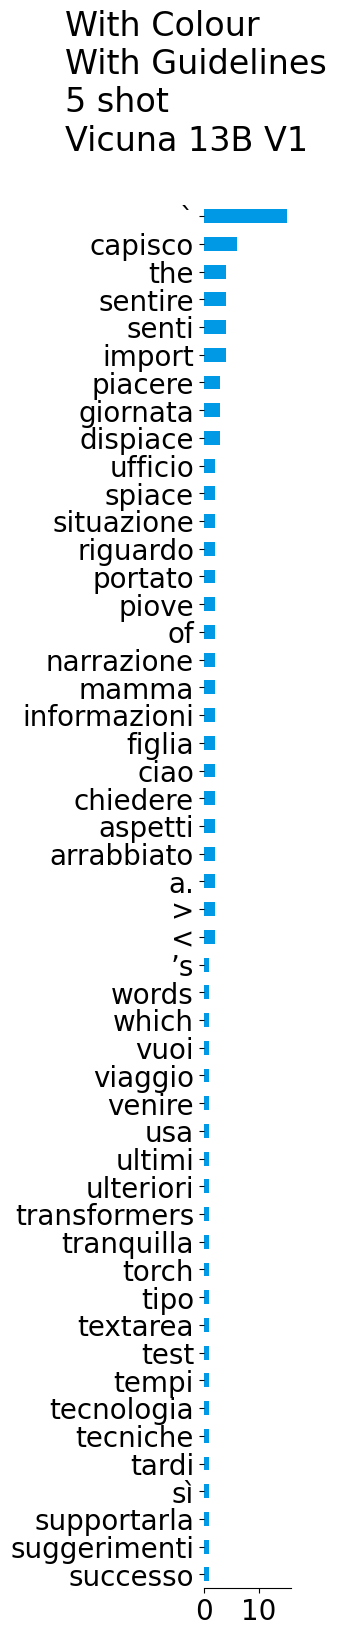 With Colour
With Guidelines
5 shot
Vicuna 13B V1
`
capisco
the
sentire
senti
import
piacere
giornata
dispiace
ufficio
spiace
situazione
riguardo
portato
piove
of
narrazione
mamma
informazioni
figlia
ciao
chiedere
aspetti
arrabbiato
a.
>
<
’s
words
which
vuoi
viaggio
venire
usa
ultimi
ulteriori
transformers
tranquilla
torch
tipo
textarea
test
tempi
tecnologia
tecniche
tardi
sì
supportarla
suggerimenti
successo
0 10